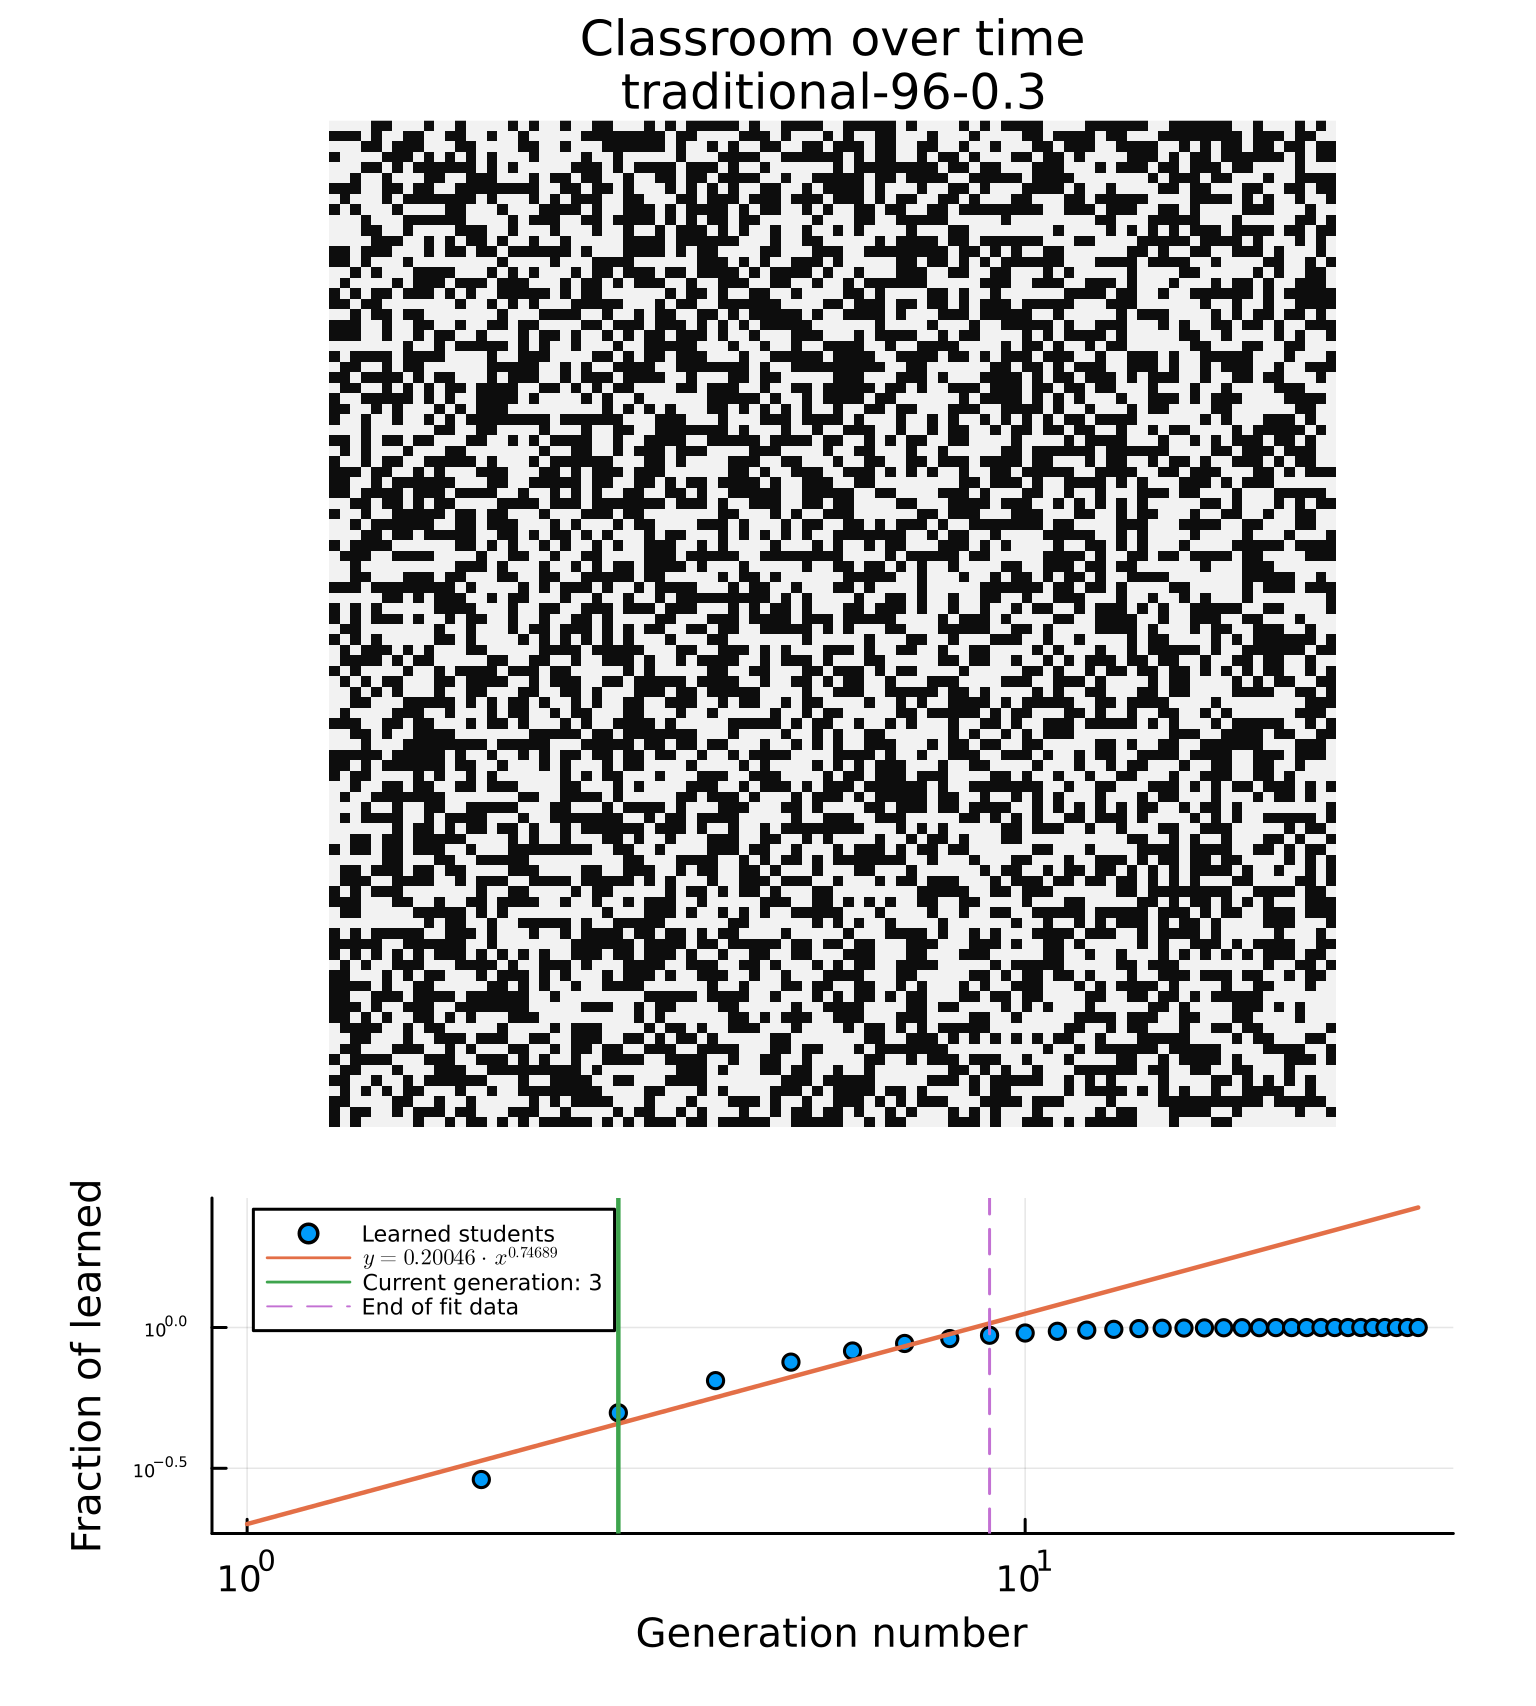 Classroom over time
traditional-96-0.3
Fraction of learned
Learned students
y = 0.20046 · x^0.74689
Current generation: 3
End of fit data
10^0.0
10^−0.5
10^0
10^1
Generation number